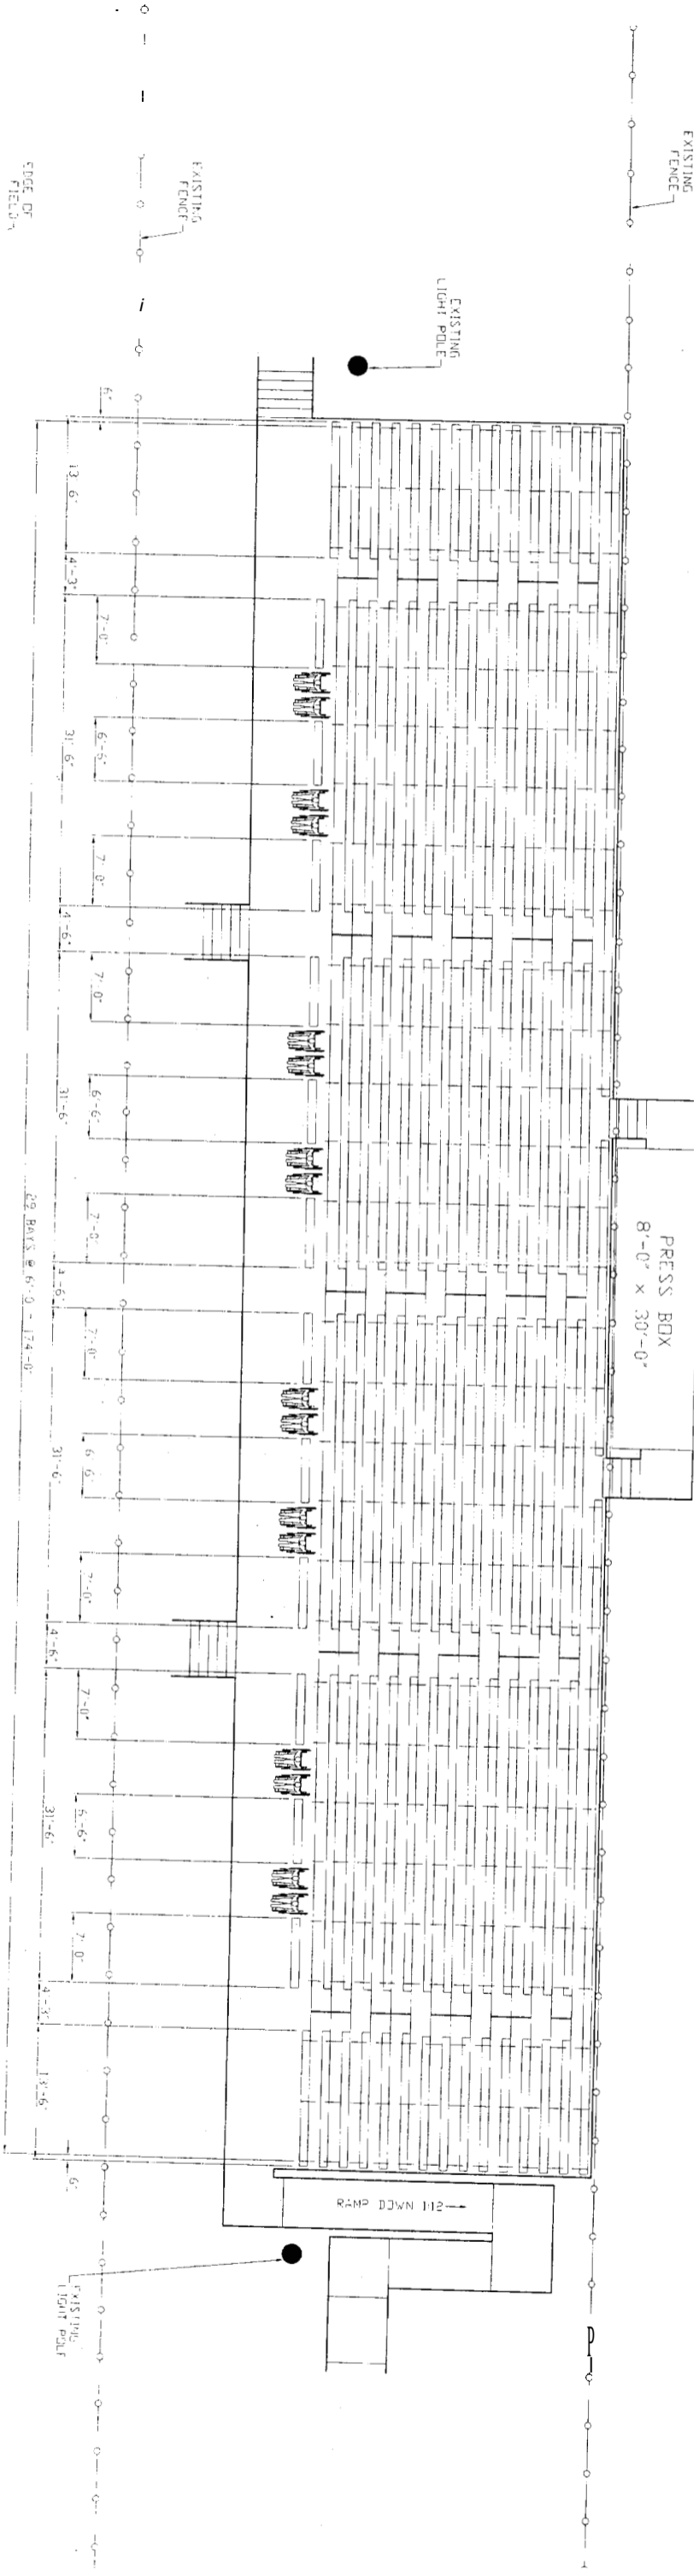 EXISTING
FENCE
EXISTING
FENCE
EDGE OF
FIELD
EXISTING
LIGHT POLE
6"
13'-6"
4'-3"
7'-0"
31'-6"
6'-6"
7'-0"
4'-6"
7'-0"
31'-6"
6'-6"
7'-0"
4'-6"
7'-0"
31'-6"
6'-6"
7'-0"
4'-6"
7'-0"
31'-6"
6'-6"
7'-0"
4'-3"
13'-6"
6"
29 BAYS @ 6'-0 = 174'-0"
PRESS BOX
8'-0" × 30'-0"
RAMP DOWN 1:12
EXISTING
LIGHT POLE